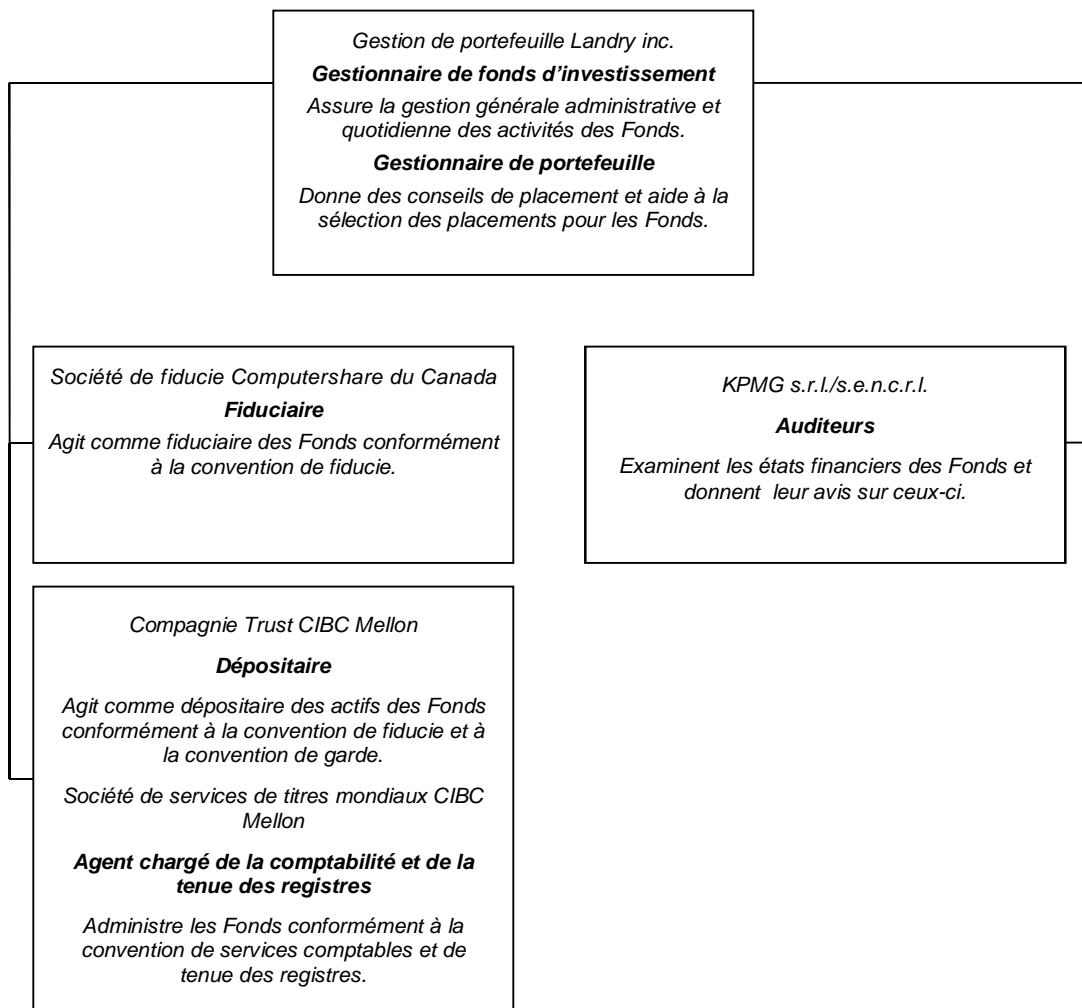 Gestion de portefeuille Landry inc.
Gestionnaire de fonds d'investissement
Assure la gestion générale administrative et
quotidienne des activités des Fonds.
Gestionnaire de portefeuille
Donne des conseils de placement et aide à la
sélection des placements pour les Fonds.
Société de fiducie Computershare du Canada
Fiduciaire
Agit comme fiduciaire des Fonds conformément
à la convention de fiducie.
KPMG s.r.l./s.e.n.c.r.l.
Auditeurs
Examinent les états financiers des Fonds et
donnent leur avis sur ceux-ci.
Compagnie Trust CIBC Mellon
Dépositaire
Agit comme dépositaire des actifs des Fonds
conformément à la convention de fiducie et à
la convention de garde.
Société de services de titres mondiaux CIBC
Mellon
Agent chargé de la comptabilité et de la
tenue des registres
Administre les Fonds conformément à la
convention de services comptables et de
tenue des registres.